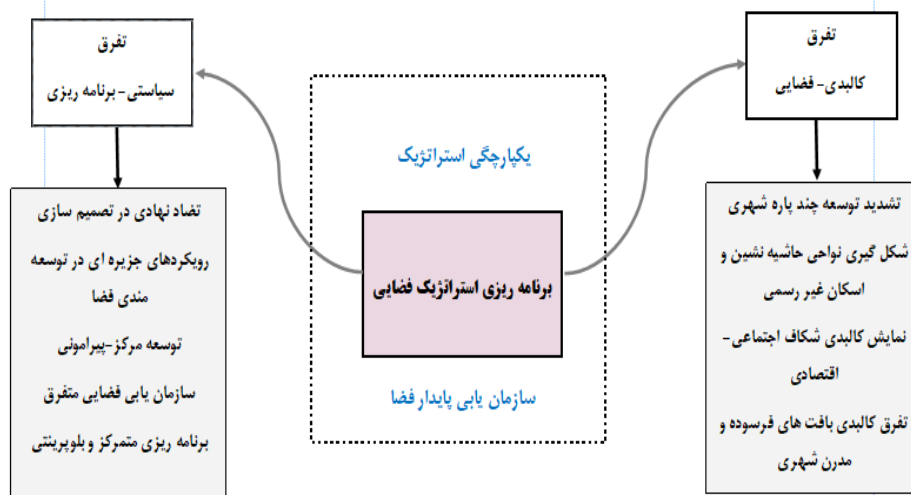 تفرق
کالبدی- فضایی
تشدید توسعه چند پاره شهری
شکل گیری نواحی حاشیه نشین و
اسکان غیر رسمی
نمایش کالبدی شکاف اجتماعی-
اقتصادی
تفرق کالبدی بافت های فرسوده و
مدرن شهری
یکپارچگی استراتژیک
برنامه ریزی استراتژیک فضایی
سازمان یابی پایدار فضا
تفرق
سیاستی- برنامه ریزی
تضاد نهادی در تصمیم سازی
رویکردهای جزیره ای در توسعه
مندی فضا
توسعه مرکز-پیرامونی
سازمان یابی فضایی متفرق
برنامه ریزی متمرکز و بلوپرینتی